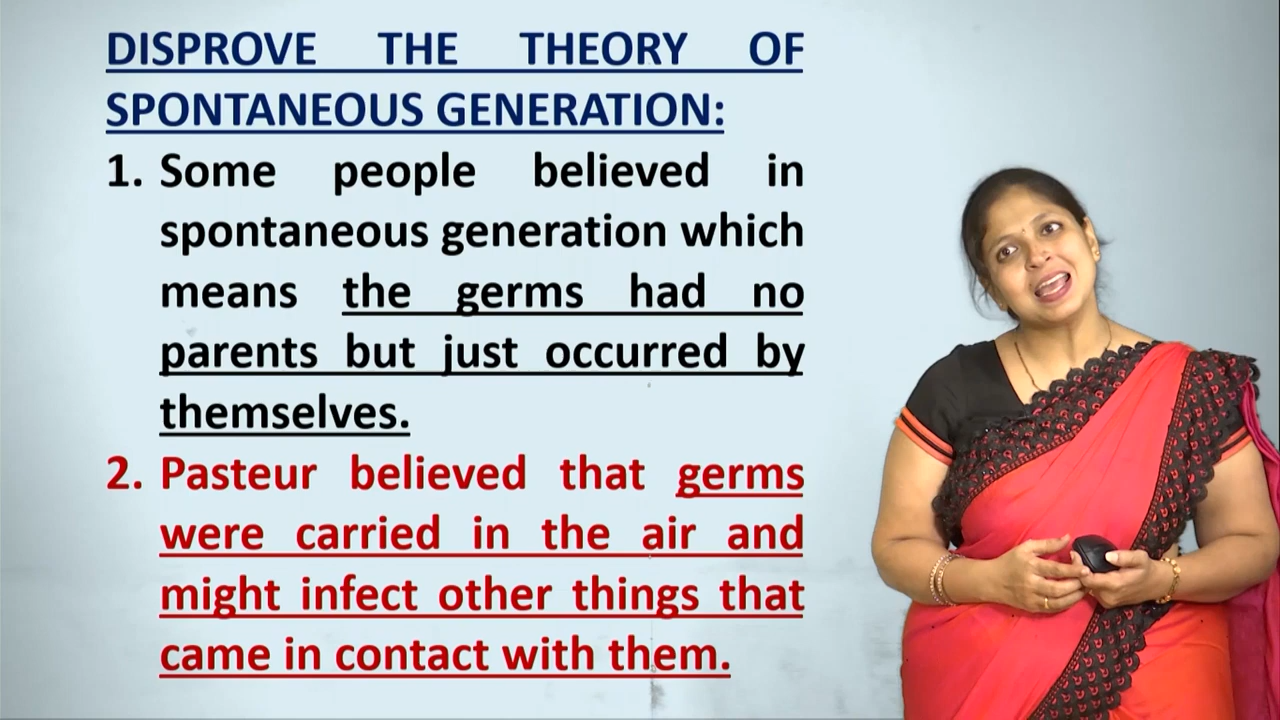 DISPROVE THE THEORY OF
SPONTANEOUS GENERATION:
1. Some people believed in
spontaneous generation which
means the germs had no
parents but just occurred by
themselves.
2. Pasteur believed that germs
were carried in the air and
might infect other things that
came in contact with them.